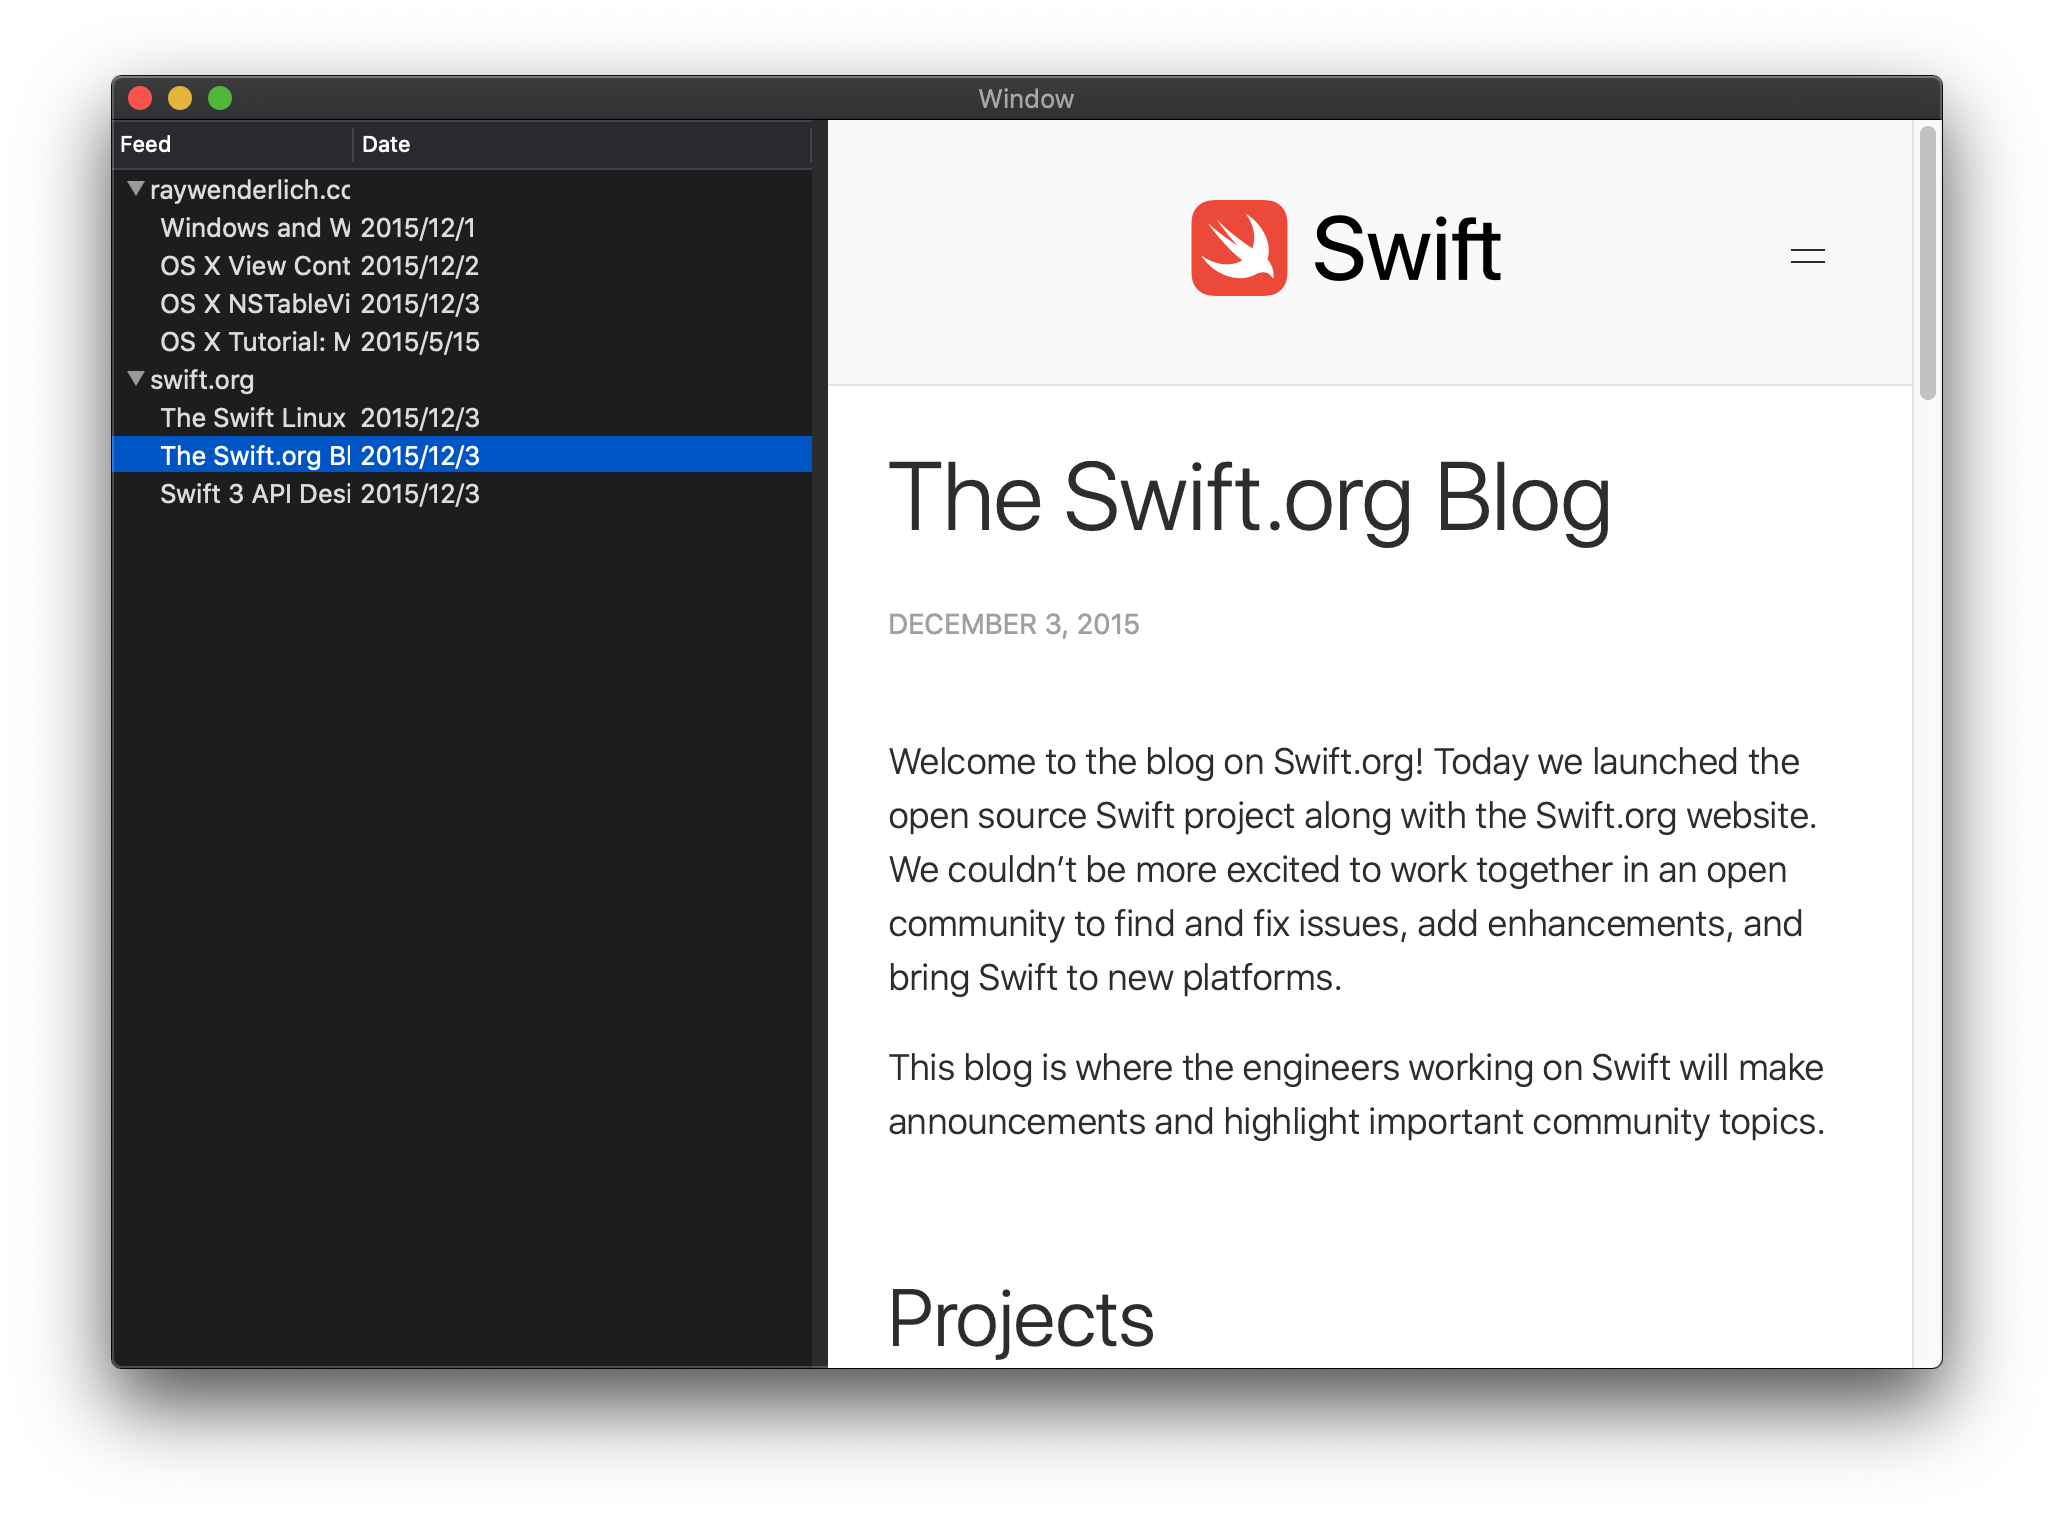 Window
Feed Date
raywenderlich.cc
Windows and W 2015/12/1
OS X View Cont 2015/12/2
OS X NSTableVi 2015/12/3
OS X Tutorial: M 2015/5/15
swift.org
The Swift Linux 2015/12/3
The Swift.org Bl 2015/12/3
Swift 3 API Desi 2015/12/3
Swift
The Swift.org Blog
DECEMBER 3, 2015
Welcome to the blog on Swift.org! Today we launched the
open source Swift project along with the Swift.org website.
We couldn’t be more excited to work together in an open
community to find and fix issues, add enhancements, and
bring Swift to new platforms.
This blog is where the engineers working on Swift will make
announcements and highlight important community topics.
Projects